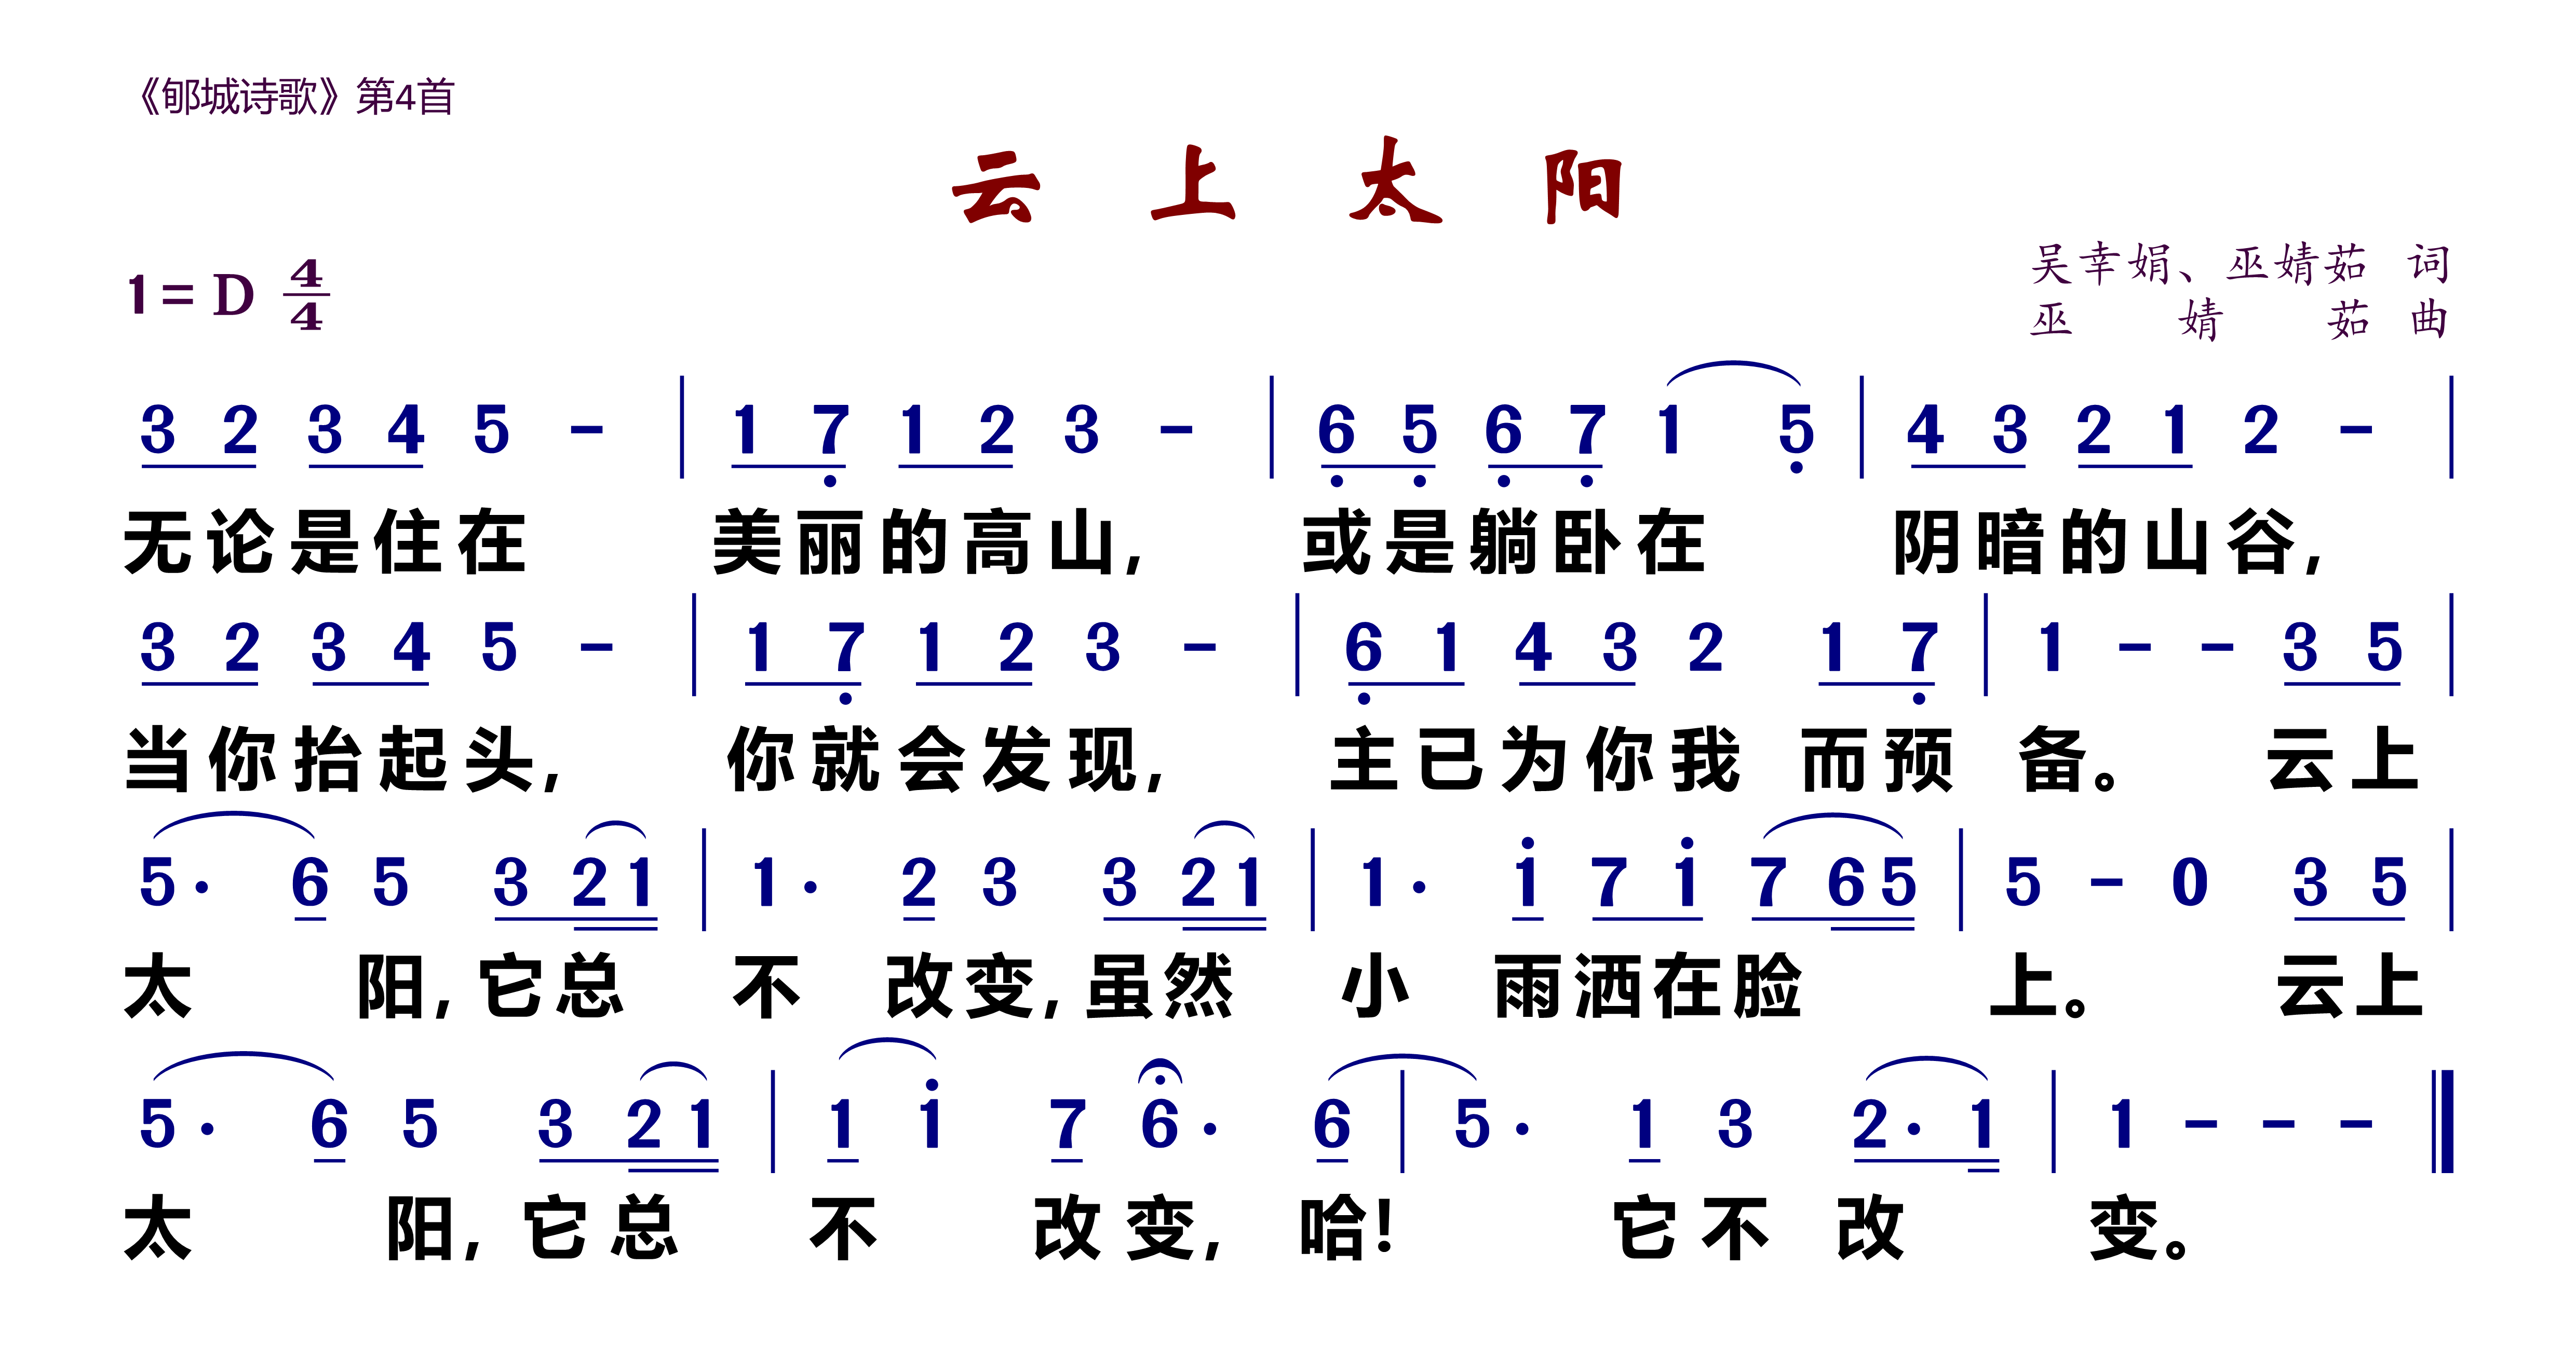 《郇城诗歌》第4首
云上太阳
1=D 4/4
吴幸娟、巫婧茹 词
巫婧茹 曲
3 2 3 4 5 – | 1 7 1 2 3 – | 6 5 6 7 1 5 | 4 3 2 1 2 – |
无论是住在 美丽的高山, 或是躺卧在 阴暗的山谷,
3 2 3 4 5 – | 1 7 1 2 3 – | 6 1 4 3 2 1 7 | 1 – – 3 5 |
当你抬起头, 你就会发现, 主已为你我 而预 备。 云上
5 · 6 5 3 2 1 | 1 · 2 3 3 2 1 | 1 · 1 7 1 7 6 5 | 5 – 0 3 5 |
太 阳, 它总 不 改变, 虽然 小 雨洒在脸 上。 云上
5 · 6 5 3 2 1 | 1 1 7 6 · 6 | 5 · 1 3 2 · 1 | 1 – – – ‖
太 阳, 它总 不 改变, 哈! 它不改 变。